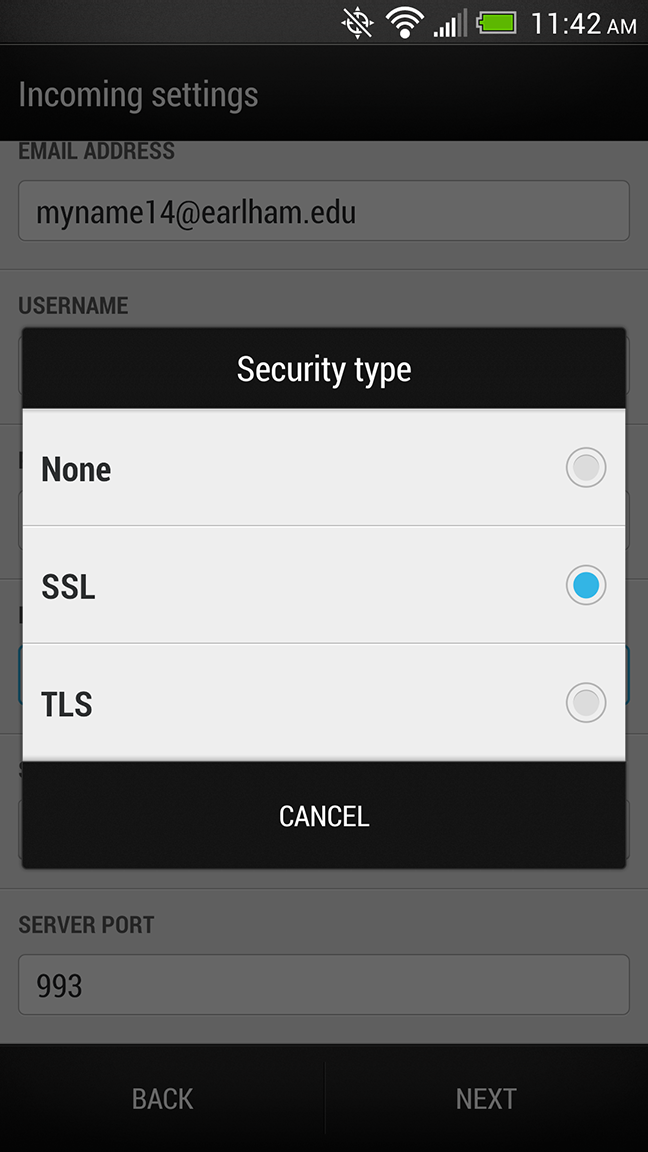 11:42 AM
Incoming settings
EMAIL ADDRESS
myname14@earlham.edu
USERNAME
Security type
None
SSL
TLS
CANCEL
SERVER PORT
993
BACK
NEXT